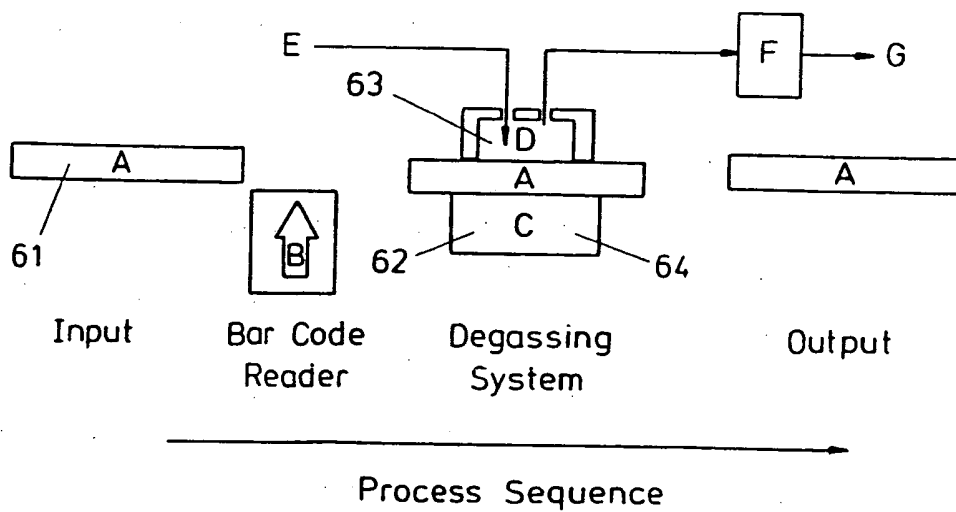 E
F
G
63
D
A
A
A
61
B
62
C
64
Input
Bar Code
Reader
Degassing
System
Output
Process Sequence